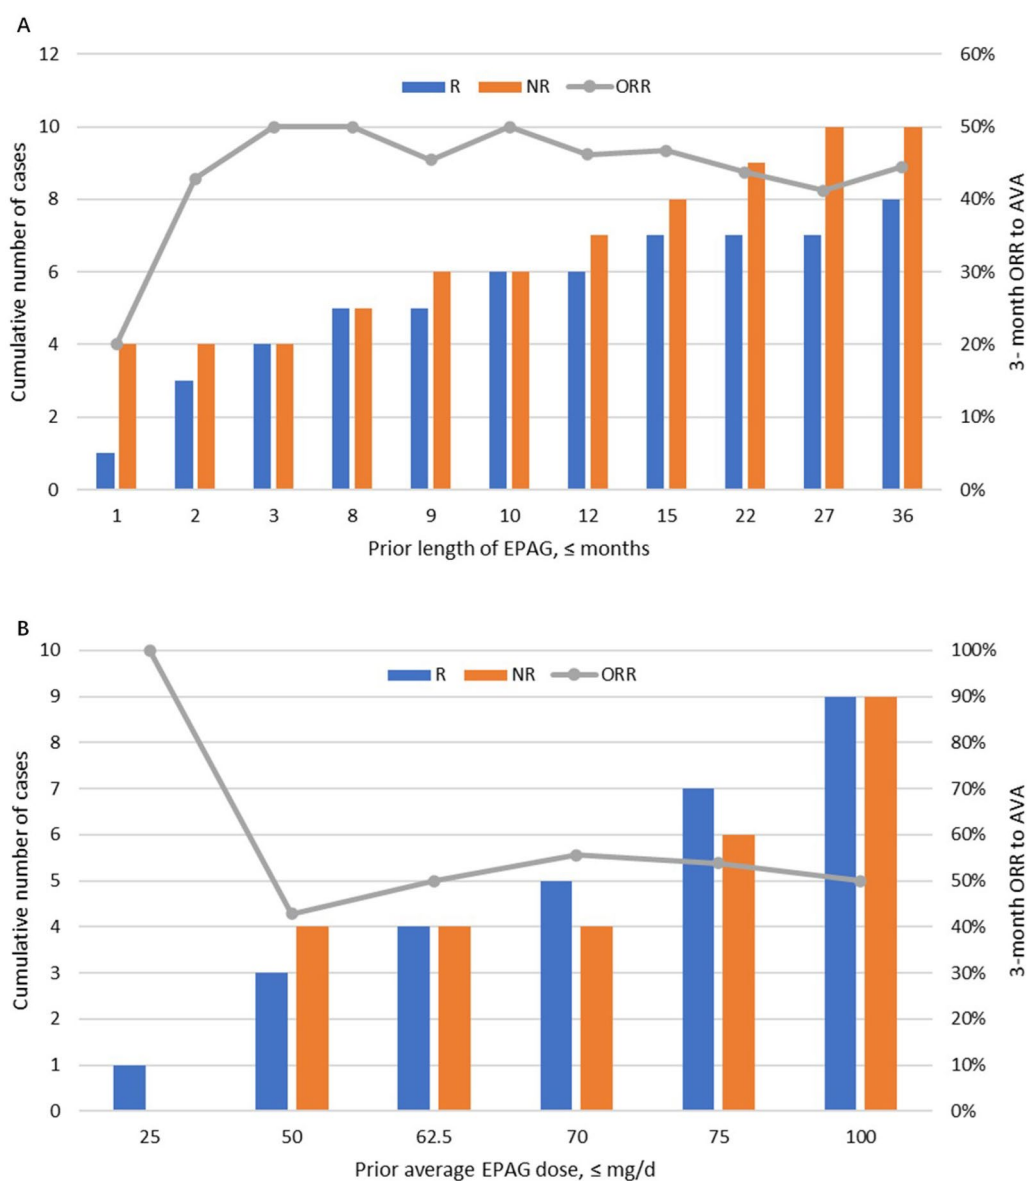 A
12 60%
R NR ORR
10 50%
8 40%
6 30%
4 20%
2 10%
0 0%
1 2 3 8 9 10 12 15 22 27 36
Prior length of EPAG, ≤ months
Cumulative number of cases
3- month ORR to AVA
B
10 100%
R NR ORR
9 90%
8 80%
7 70%
6 60%
5 50%
4 40%
3 30%
2 20%
1 10%
0 0%
25 50 62.5 70 75 100
Prior average EPAG dose, ≤ mg/d
Cumulative number of cases
3-month ORR to AVA